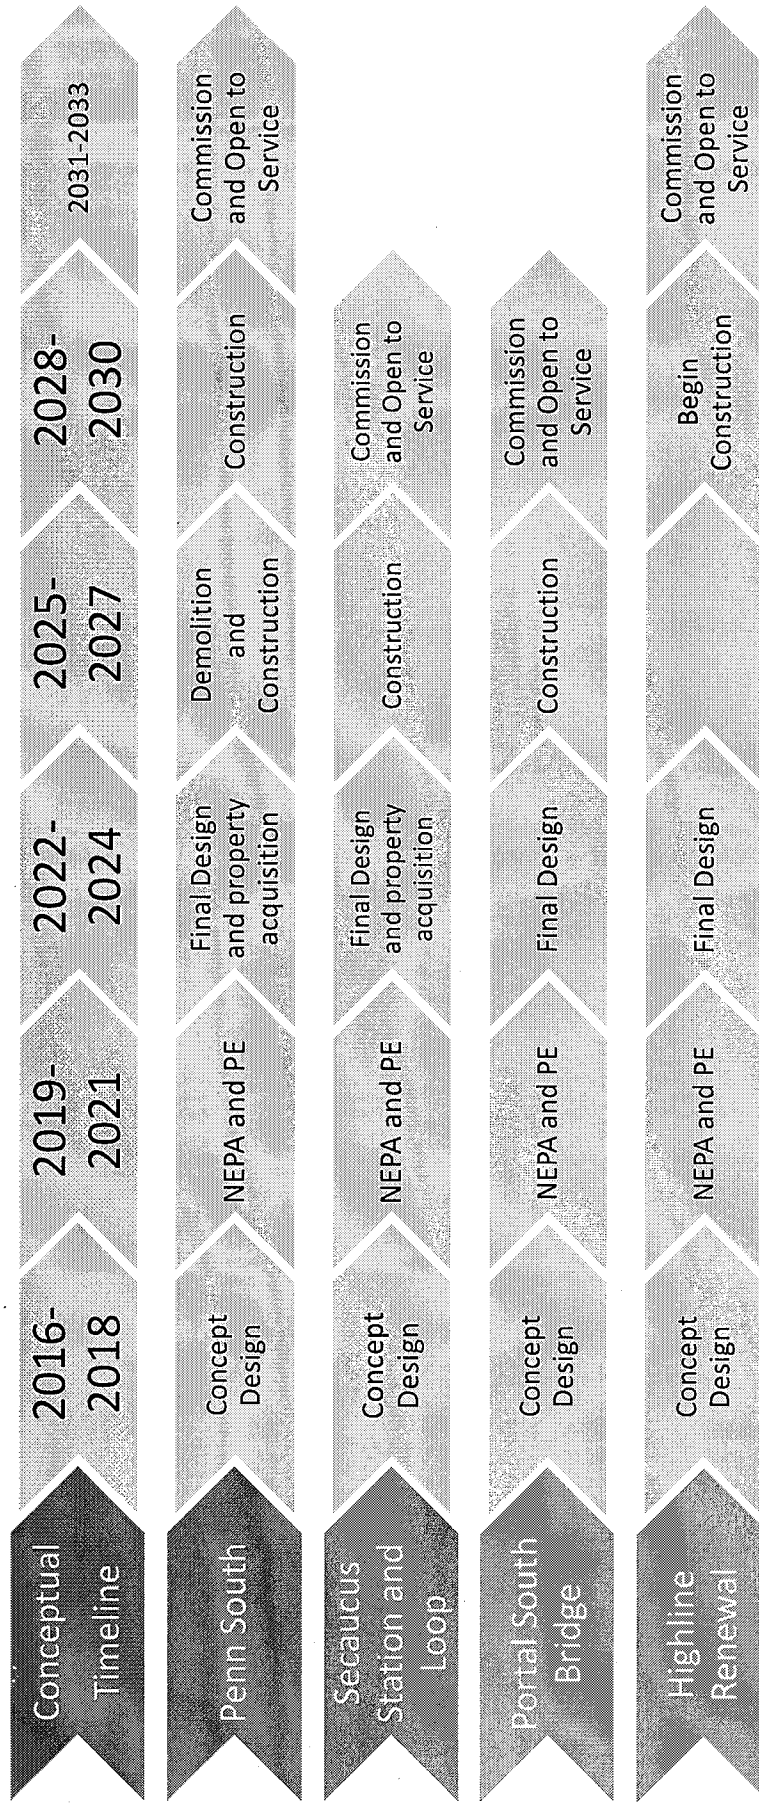 Conceptual
Timeline
2016-
2018
2019-
2021
2022-
2024
2025-
2027
2028-
2030
2031-2033
Penn South
Concept
Design
NEPA and PE
Final Design
and property
acquisition
Demolition
and
Construction
Construction
Commission
and Open to
Service
Secaucus
Station and
Loop
Concept
Design
NEPA and PE
Final Design
and property
acquisition
Construction
Commission
and Open to
Service
Portal South
Bridge
Concept
Design
NEPA and PE
Final Design
Construction
Commission
and Open to
Service
Highline
Renewal
Concept
Design
NEPA and PE
Final Design
Begin
Construction
Commission
and Open to
Service